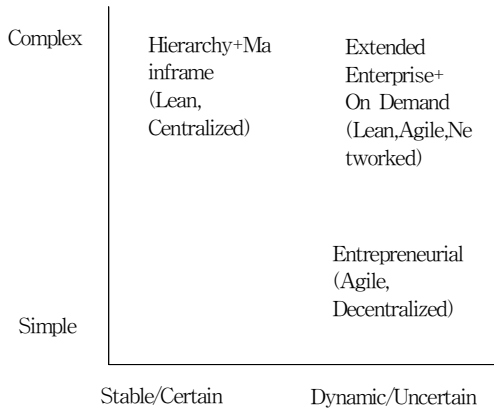 Complex
Hierarchy+Ma
inframe
(Lean,
Centralized)
Extended
Enterprise+
On Demand
(Lean,Agile,Ne
tworked)
Entrepreneurial
(Agile,
Decentralized)
Simple
Stable/Certain
Dynamic/Uncertain